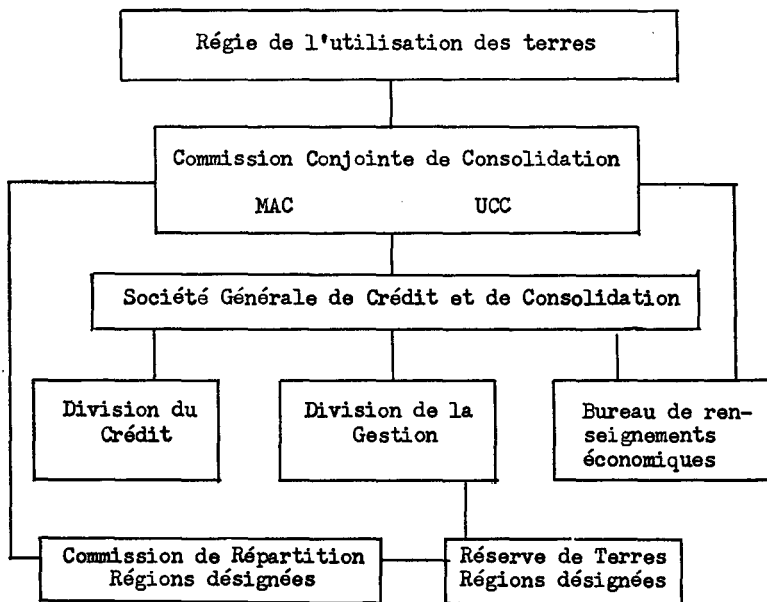 Régie de l'utilisation des terres
Commission Conjointe de Consolidation
MAC UCC
Société Générale de Crédit et de Consolidation
Division du
Crédit
Division de la
Gestion
Bureau de ren-
seignements
économiques
Commission de Répartition
Régions désignées
Réserve de Terres
Régions désignées